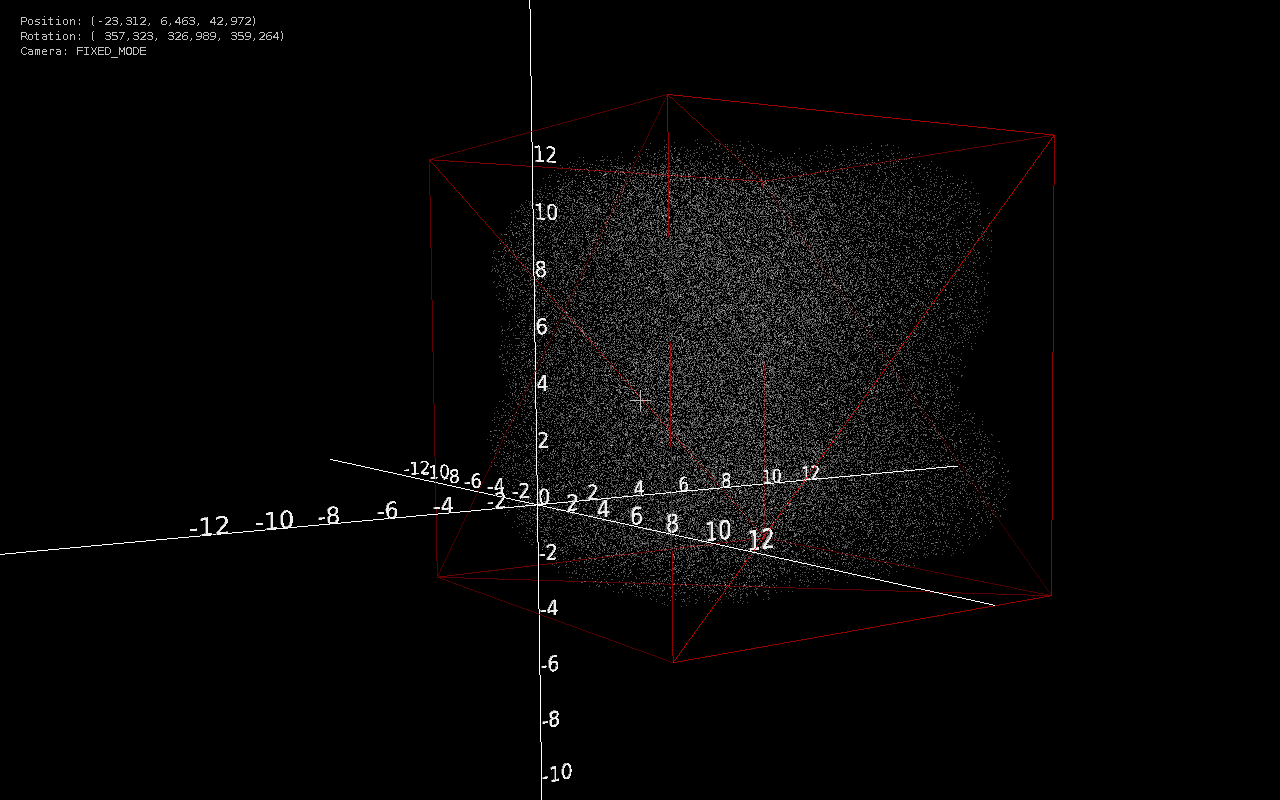 Position: (-23,312, 6,463, 42,972)
Rotation: ( 357,323, 326,989, 359,264)
Camera: FIXED_MODE
12
10
8
6
4
2
-12 -10 -8 -6 -4 -2 0 2 4 6 8 10 12
-12 -10 -8 -6 -4 -2 2 4 6 8 10 12
-2
-4
-6
-8
-10